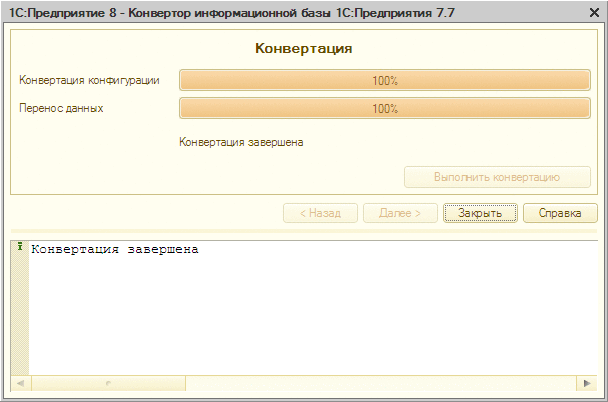 1С:Предприятие 8 - Конвертор информационной базы 1С:Предприятия 7.7
Конвертация
Конвертация конфигурации 100%
Перенос данных 100%
Конвертация завершена
Выполнить конвертацию
< Назад Далее > Закрыть Справка
Конвертация завершена